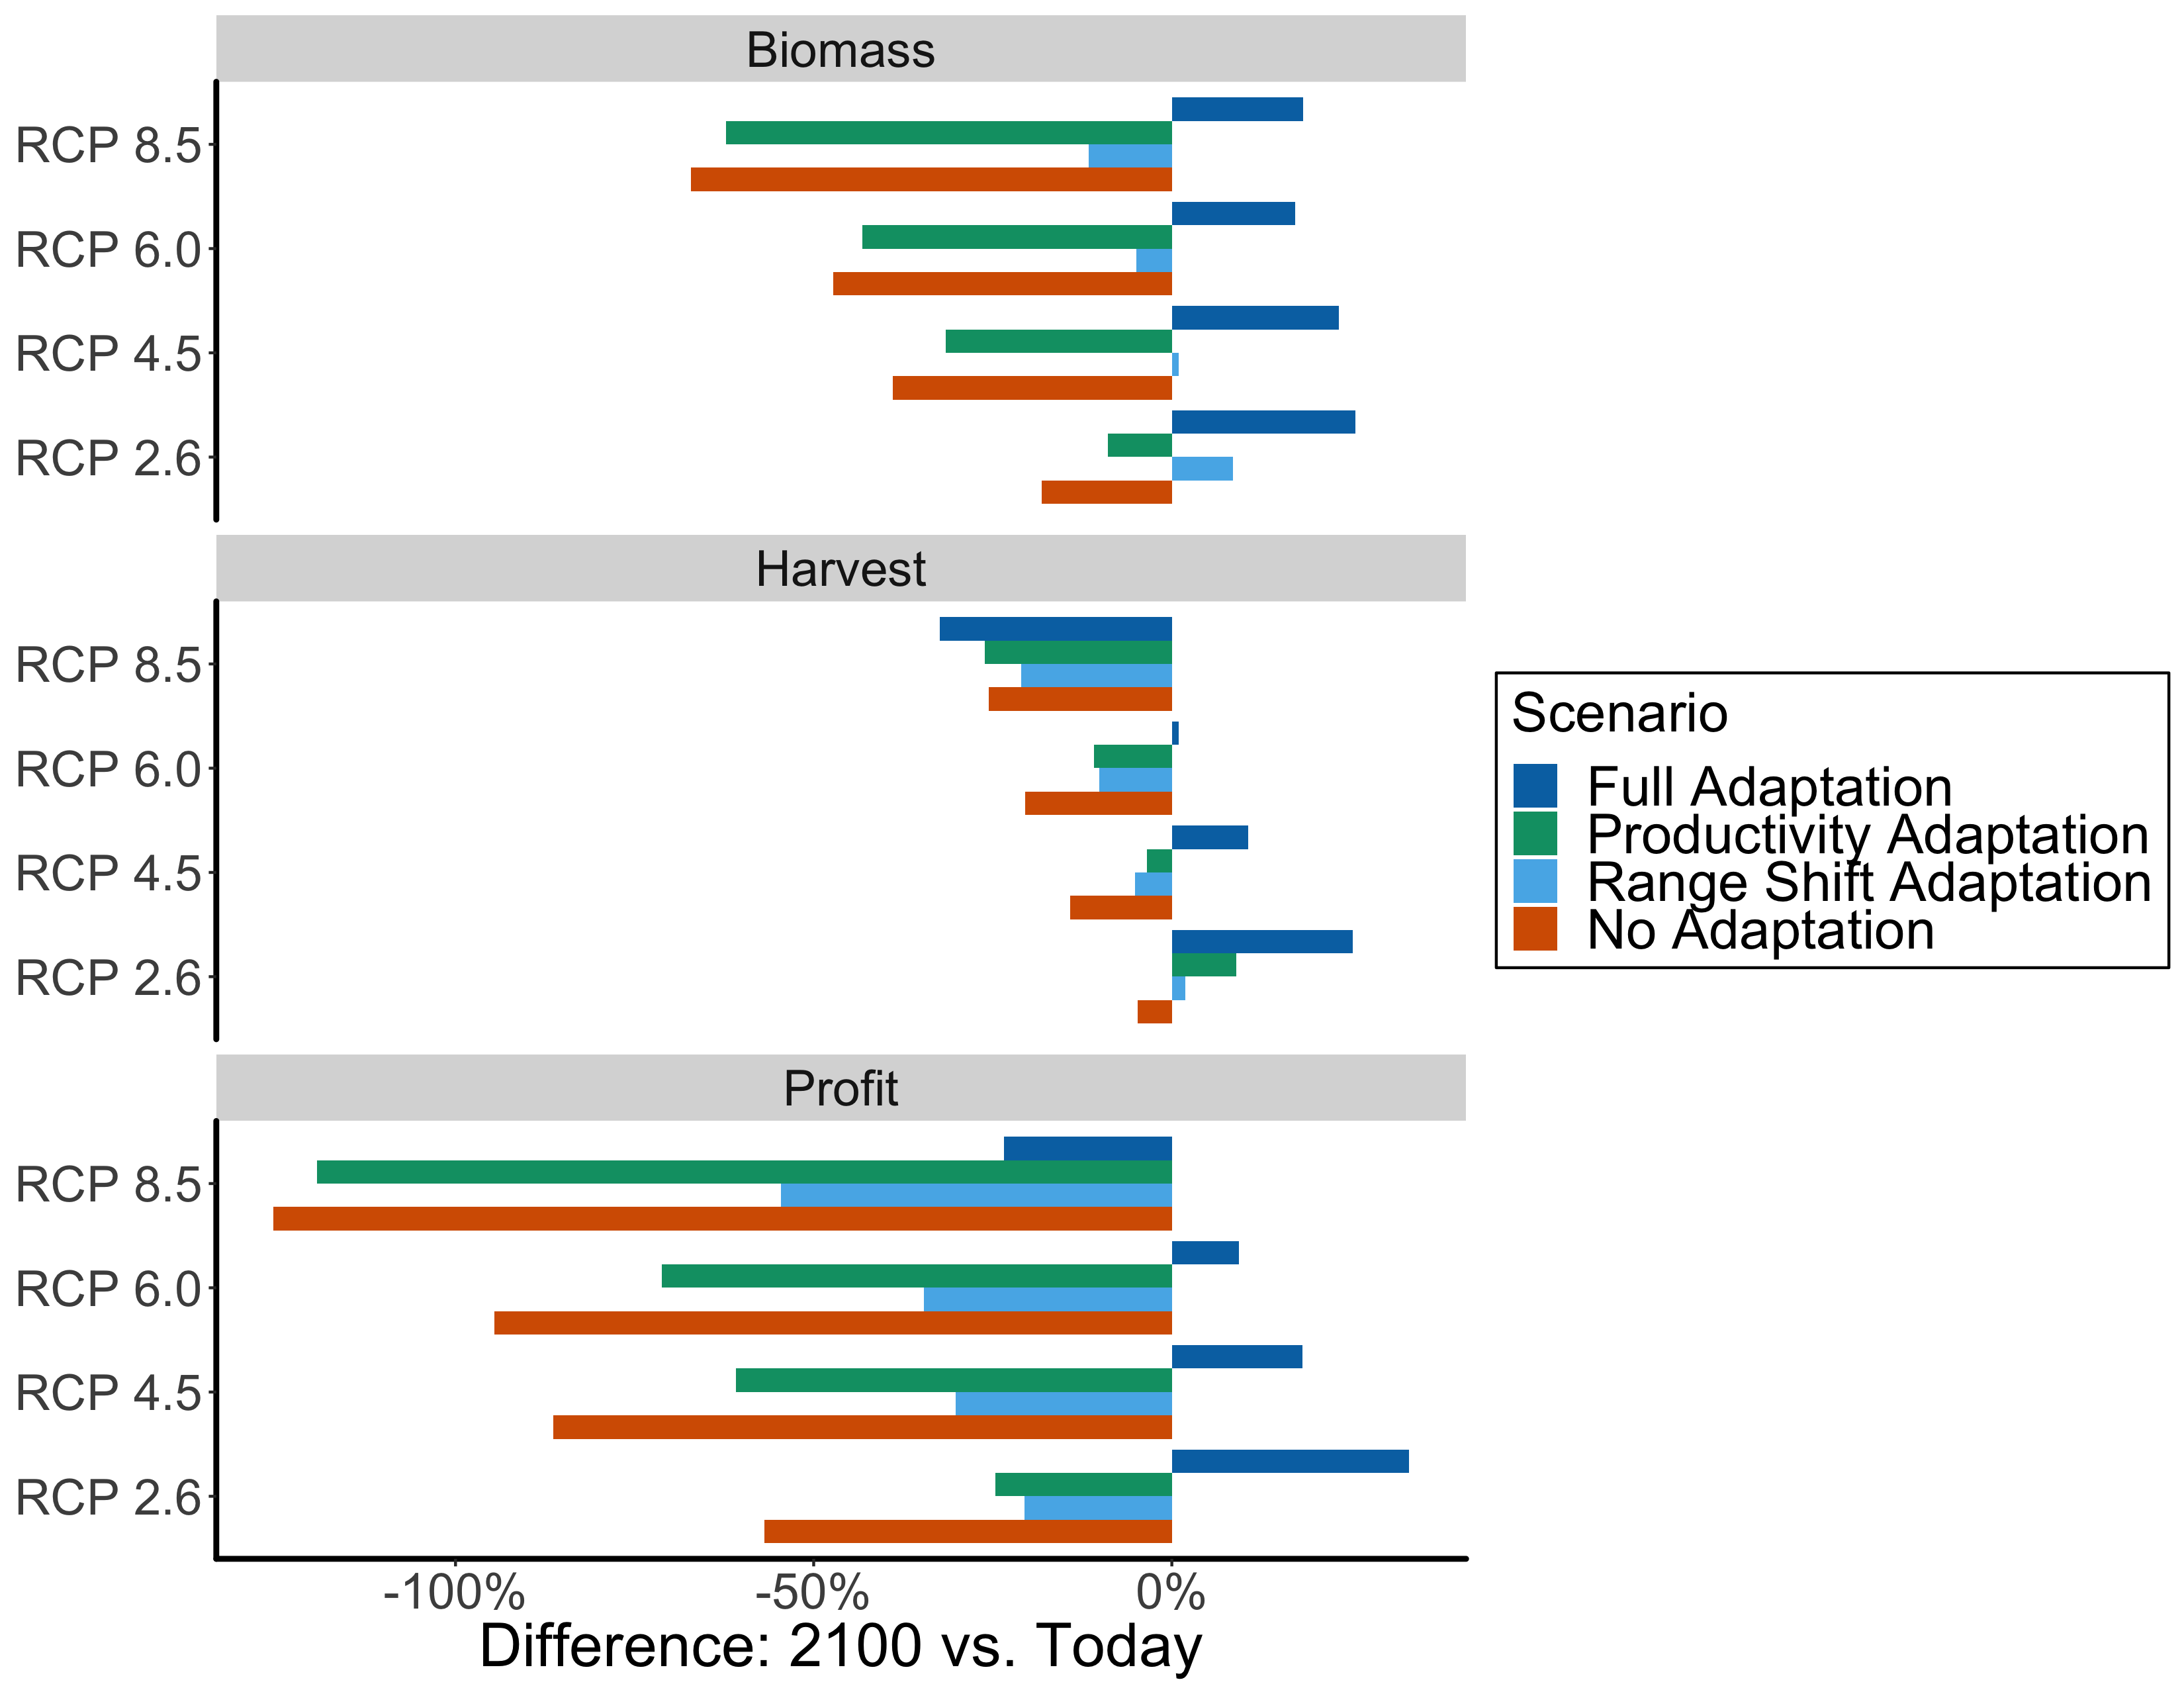 Biomass
RCP 8.5
RCP 6.0
RCP 4.5
RCP 2.6
Harvest
RCP 8.5
RCP 6.0
RCP 4.5
RCP 2.6
Profit
RCP 8.5
RCP 6.0
RCP 4.5
RCP 2.6
-100% -50% 0%
Difference: 2100 vs. Today
Scenario
Full Adaptation
Productivity Adaptation
Range Shift Adaptation
No Adaptation